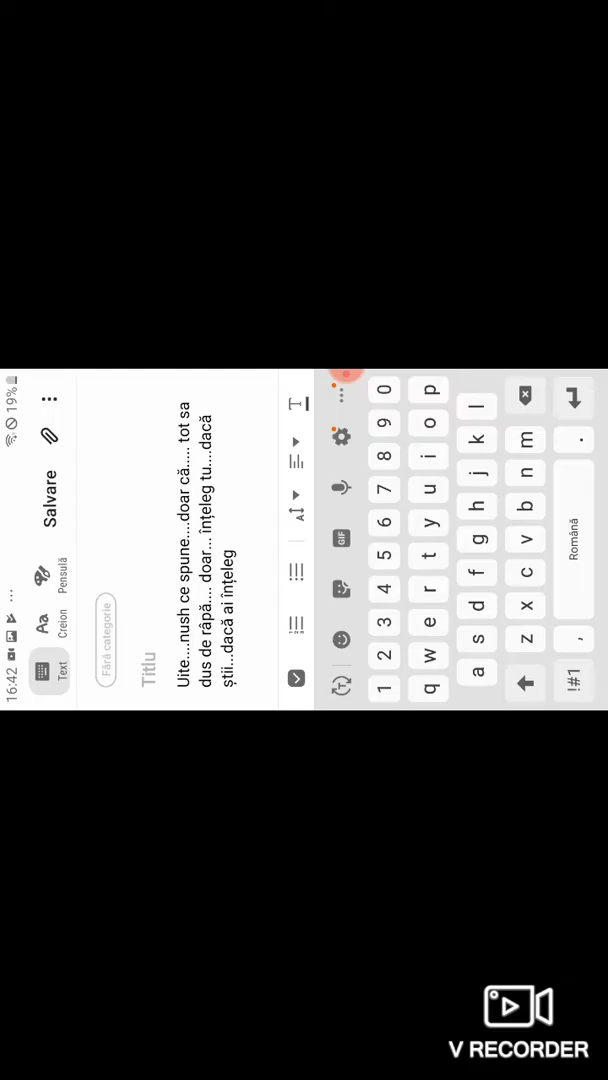 16:42 ... 19%
Text
Aa
Creion
Pensulă
Salvare
Fără categorie
Titlu
Uite....nush ce spune....doar că..... tot sa
dus de râpă.... doar... înțeleg tu....dacă
știi...dacă ai înțeleg
A T
T GIF ...
1 2 3 4 5 6 7 8 9 0
q w e r t y u i o p
a s d f g h j k l
z x c v b n m
!#1 , Română .
V RECORDER